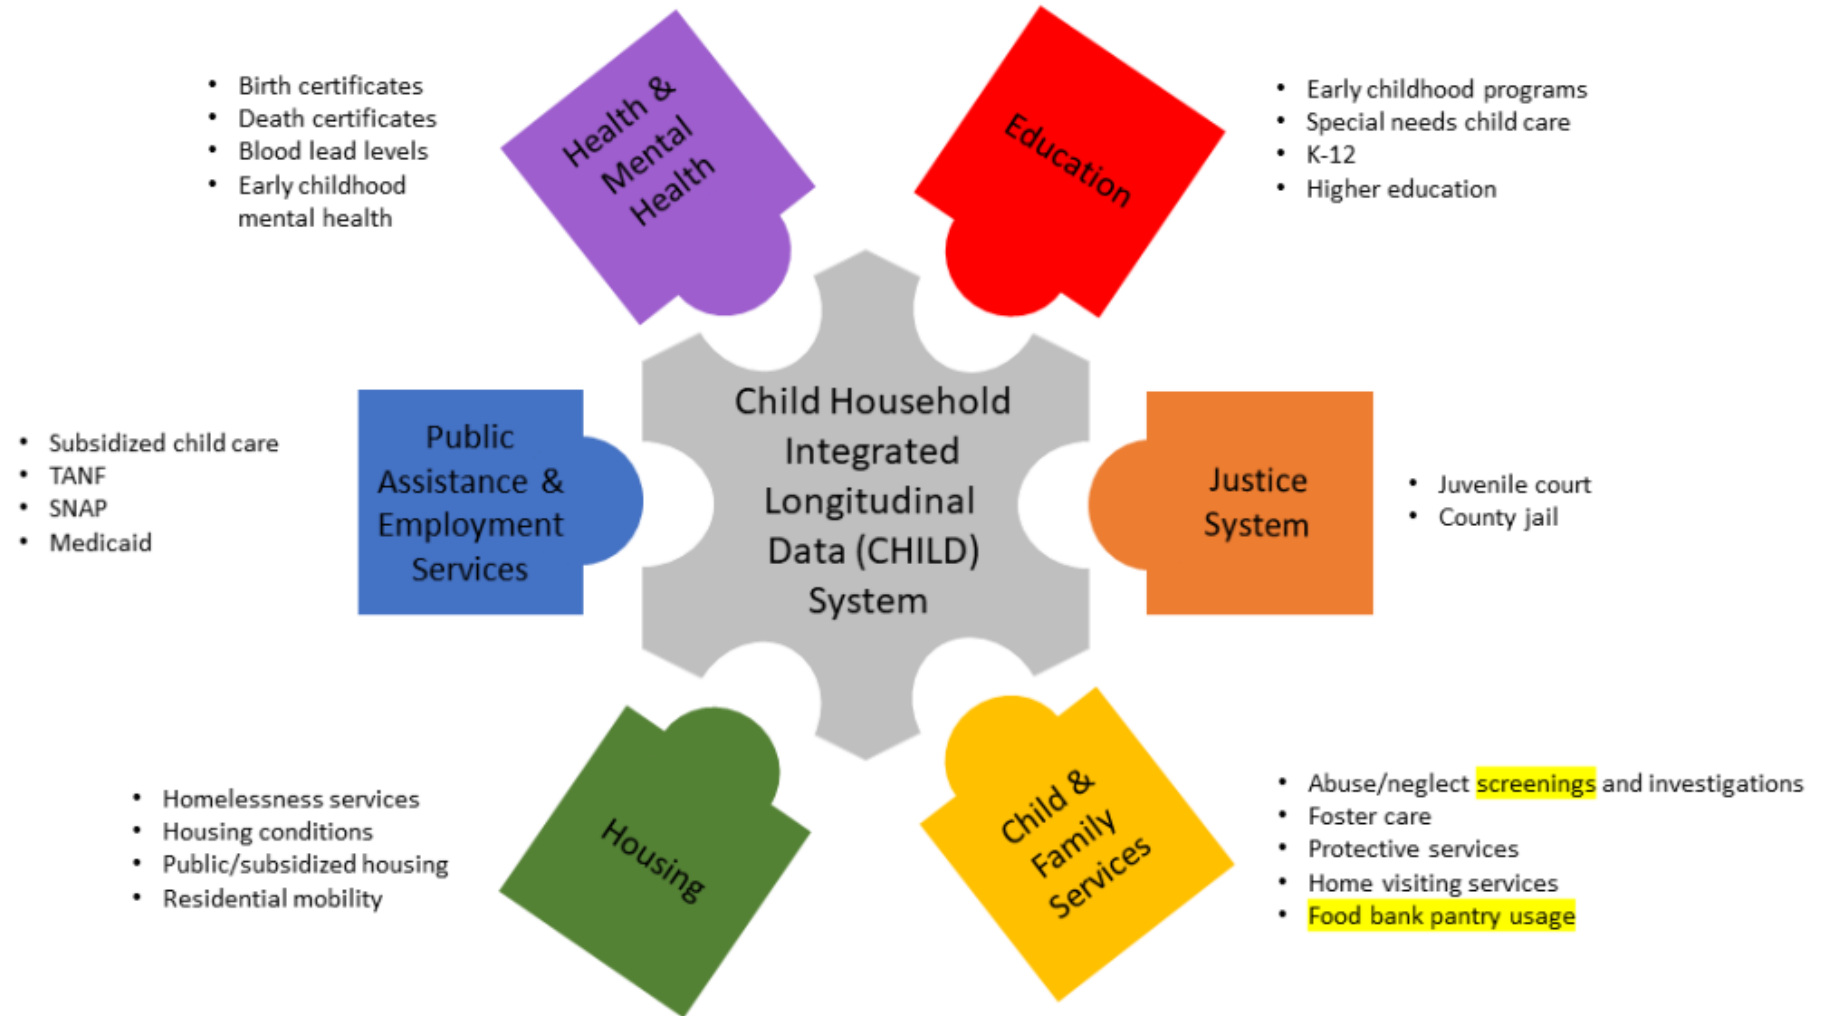 • Birth certificates
• Death certificates
• Blood lead levels
• Early childhood
mental health
Health &
Mental
Health
Education
• Early childhood programs
• Special needs child care
• K-12
• Higher education
• Subsidized child care
• TANF
• SNAP
• Medicaid
Public
Assistance &
Employment
Services
Child Household
Integrated
Longitudinal
Data (CHILD)
System
Justice
System
• Juvenile court
• County jail
• Homelessness services
• Housing conditions
• Public/subsidized housing
• Residential mobility
Housing
Child &
Family
Services
• Abuse/neglect screenings and investigations
• Foster care
• Protective services
• Home visiting services
• Food bank pantry usage